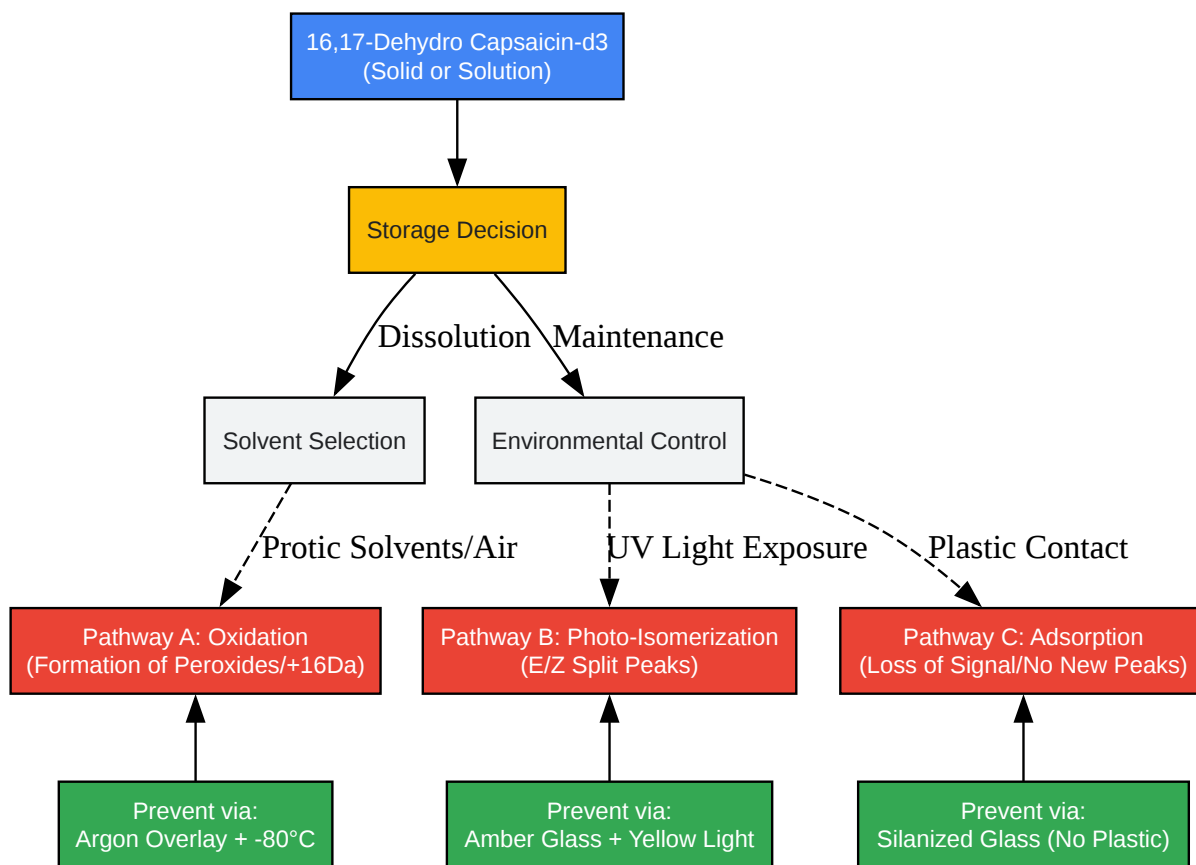 16,17-Dehydro Capsaicin-d3
(Solid or Solution)
Storage Decision
Dissolution
Maintenance
Solvent Selection
Environmental Control
Protic Solvents/Air
UV Light Exposure
Plastic Contact
Pathway A: Oxidation
(Formation of Peroxides/+16Da)
Pathway B: Photo-Isomerization
(E/Z Split Peaks)
Pathway C: Adsorption
(Loss of Signal/No New Peaks)
Prevent via:
Argon Overlay + -80°C
Prevent via:
Amber Glass + Yellow Light
Prevent via:
Silanized Glass (No Plastic)